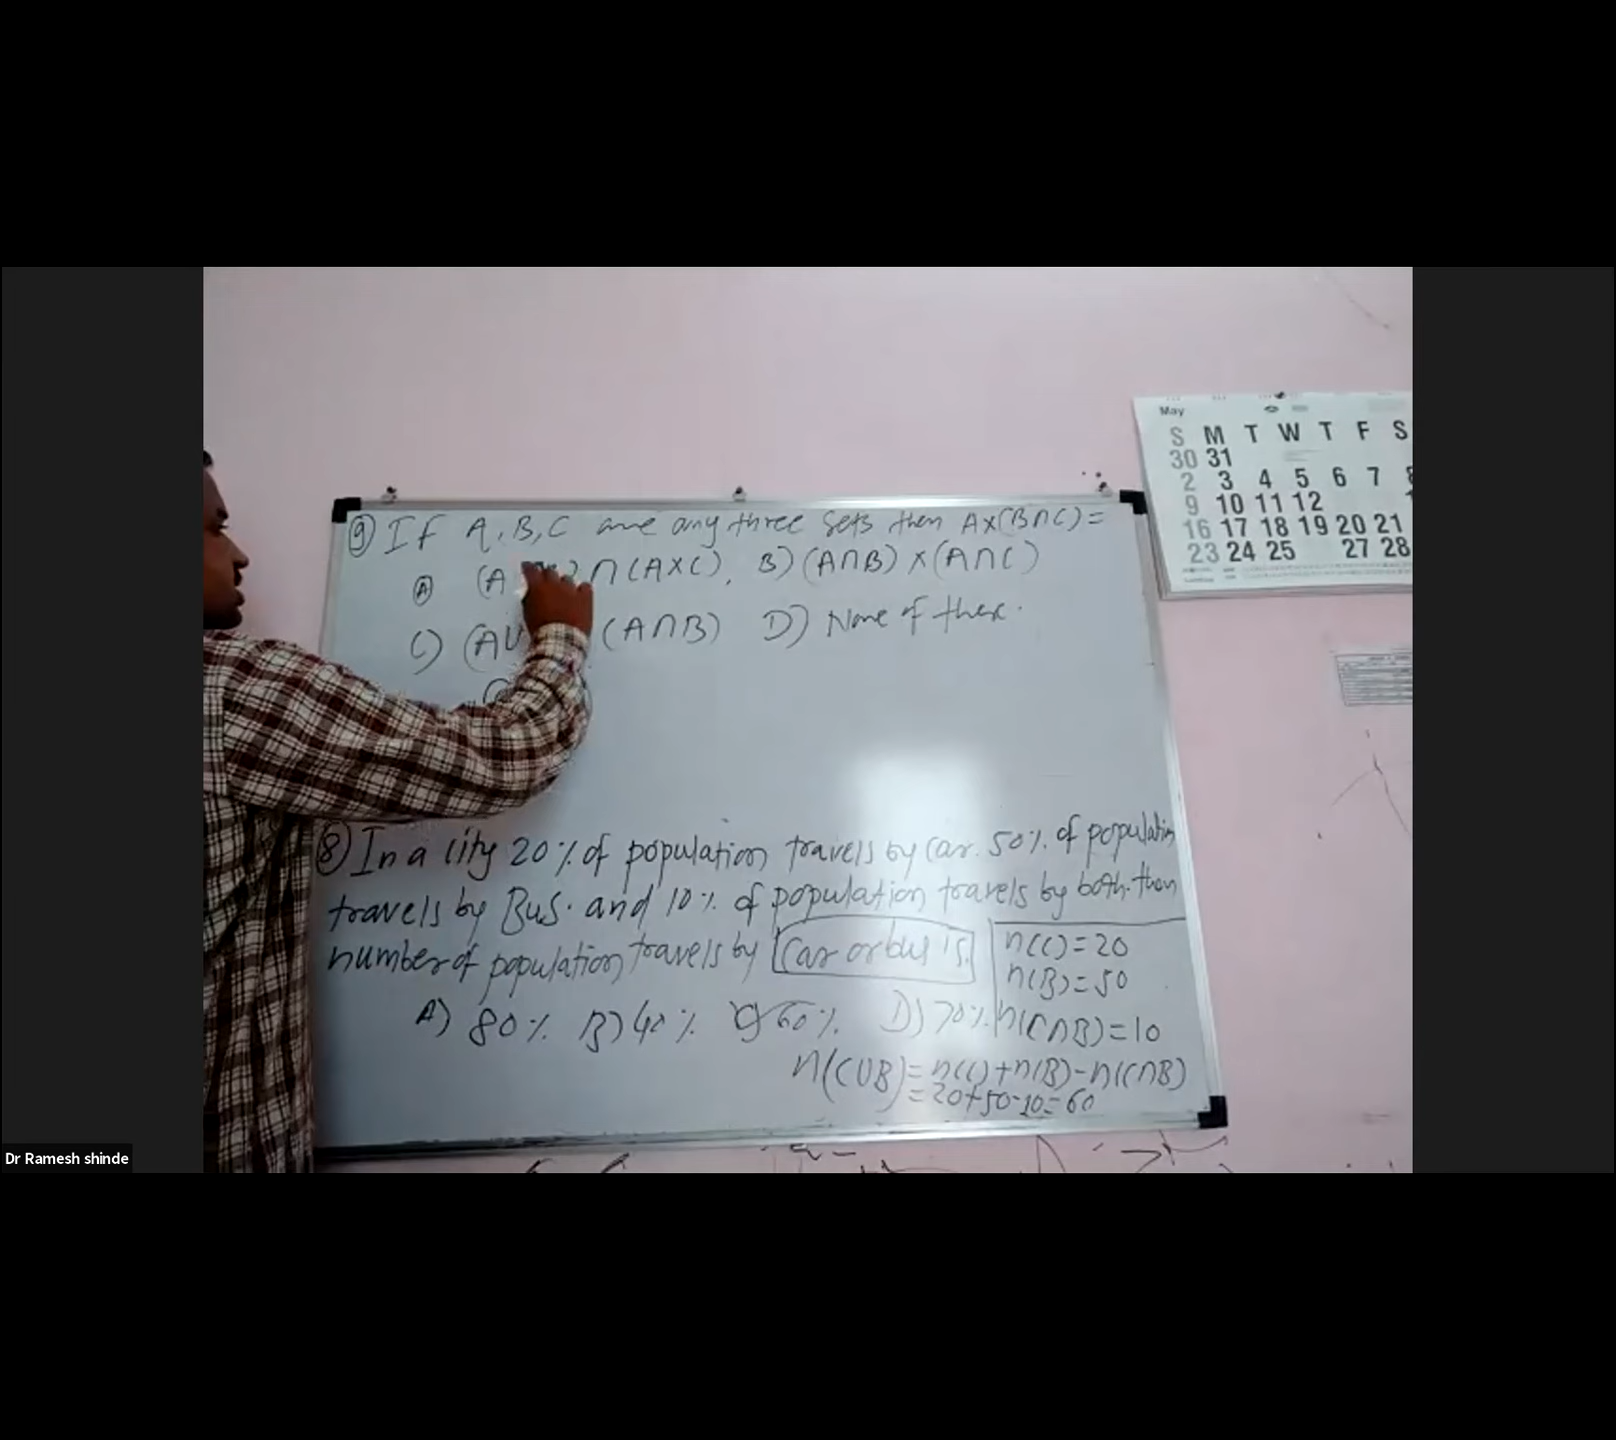 May
S M T W T F S
30 31
2 3 4 5 6 7
9 10 11 12
16 17 18 19 20 21
23 24 25 27 28
9 If A, B, C are any three sets then A×(B∩C)=
A (A ∩(A×C), B) (A∩B) × (A∩C)
C) (AU (A∩B) D) None of these.
8 In a city 20% of population travels by Car. 50% of population
travels by Bus. and 10% of population travels by both. then
number of population travels by Car or bus is.
A) 80% B) 40% C) 60% D) 70%
n(C)=20
n(B)=50
n(C∩B)=10
n(CUB)=n(C)+n(B)-n(C∩B)
=20+50-10=60
Dr Ramesh shinde